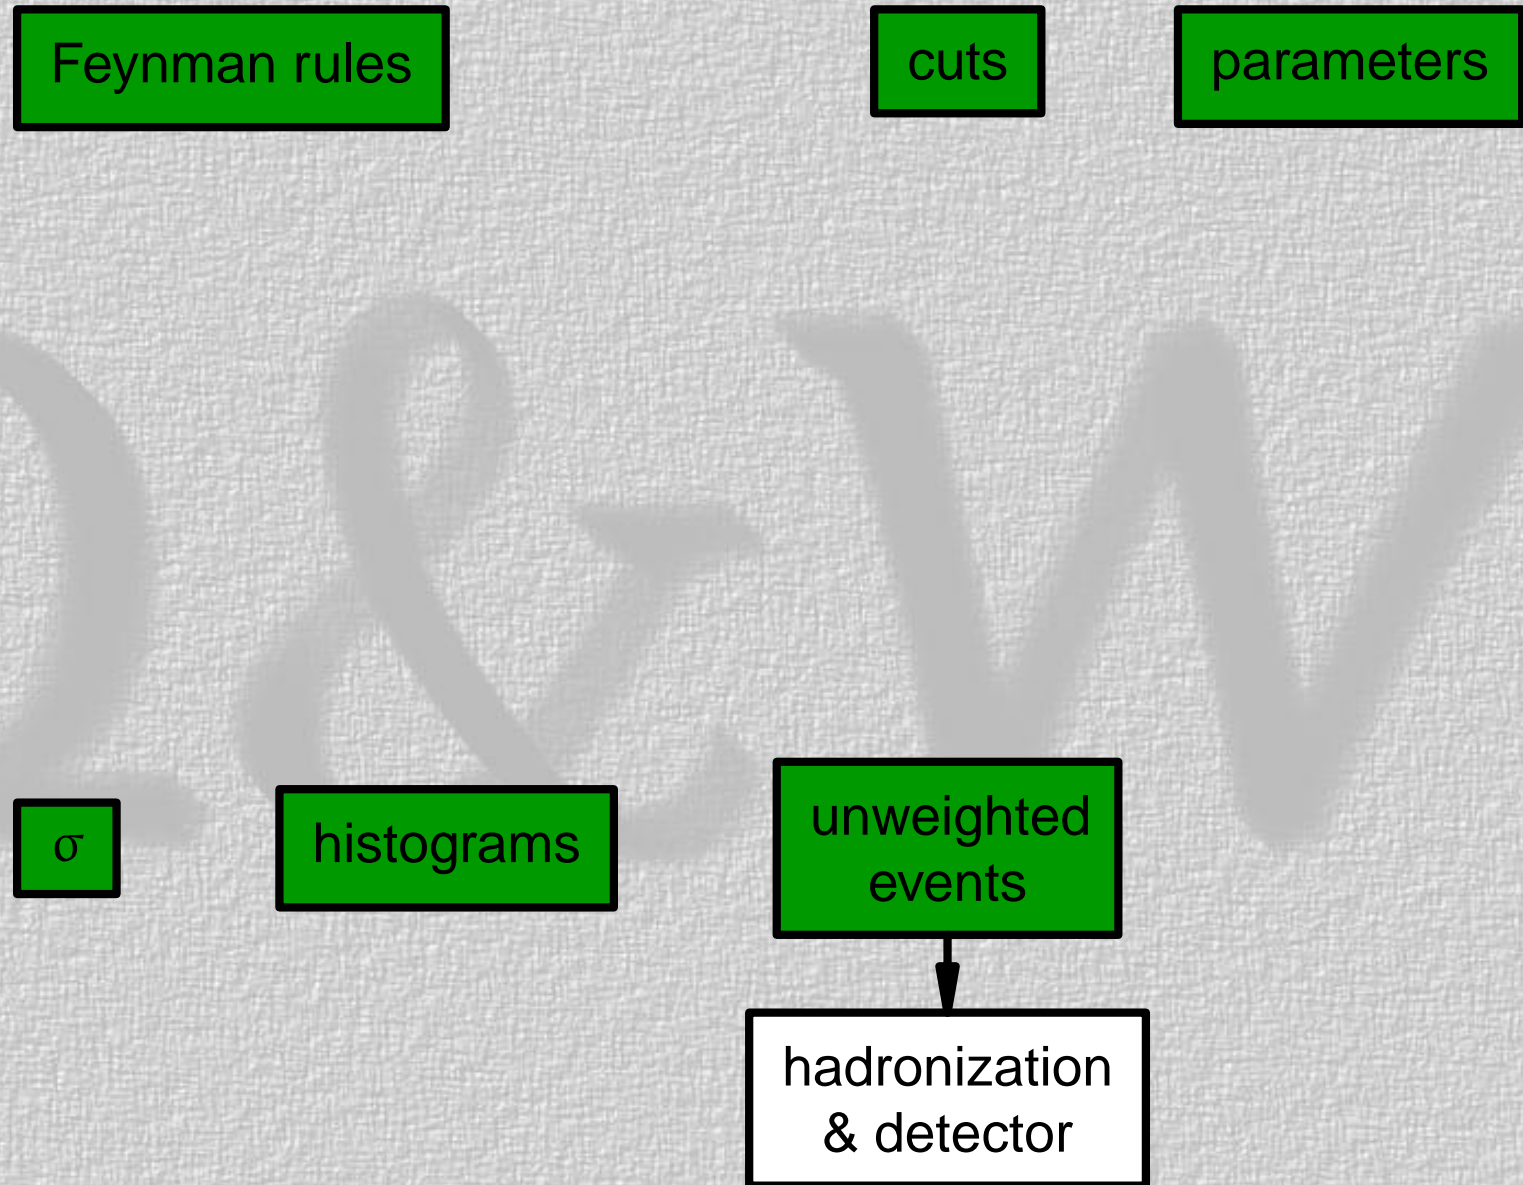 Feynman rules
cuts
parameters
&W
σ
histograms
unweighted
events
hadronization
& detector